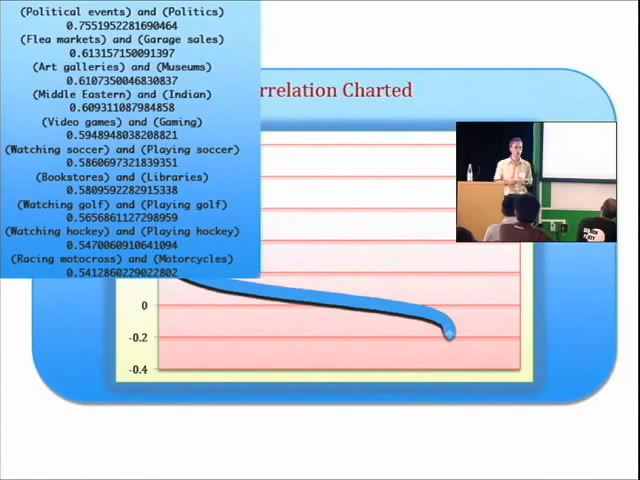 (Political events) and (Politics)
0.7551952281690464
(Flea markets) and (Garage sales)
0.613157150091397
(Art galleries) and (Museums)
0.6107350046830837
(Middle Eastern) and (Indian)
0.609311087984858
(Video games) and (Gaming)
0.5948948038208821
(Watching soccer) and (Playing soccer)
0.5860697321839351
(Bookstores) and (Libraries)
0.5809592282915338
(Watching golf) and (Playing golf)
0.5656861127298959
(Watching hockey) and (Playing hockey)
0.5470060910641094
(Racing motocross) and (Motorcycles)
0.5412860229022802
rrelation Charted
0
-0.2
-0.4